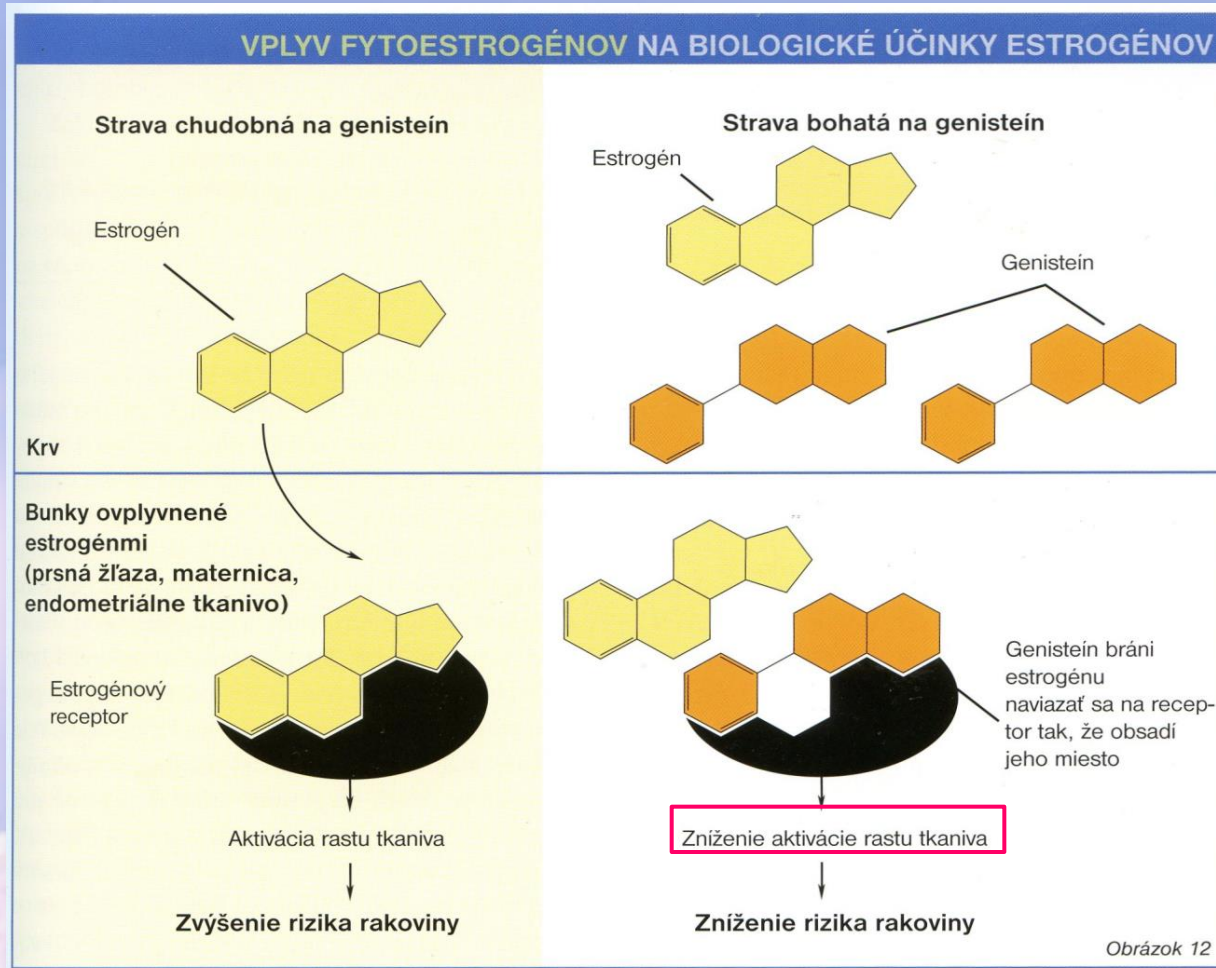 VPLYV FYTOESTROGÉNOV NA BIOLOGICKÉ ÚČINKY ESTROGÉNOV
Strava chudobná na genisteín
Estrogén
Krv
Strava bohatá na genisteín
Estrogén
Genisteín
Bunky ovplyvnené
estrogénmi
(prsná žľaza, maternica,
endometriálne tkanivo)
Estrogénový
receptor
Aktivácia rastu tkaniva
Zvýšenie rizika rakoviny
Genisteín bráni
estrogénu
naviazať sa na recep-
tor tak, že obsadí
jeho miesto
Zníženie aktivácie rastu tkaniva
Zníženie rizika rakoviny
Obrázok 12